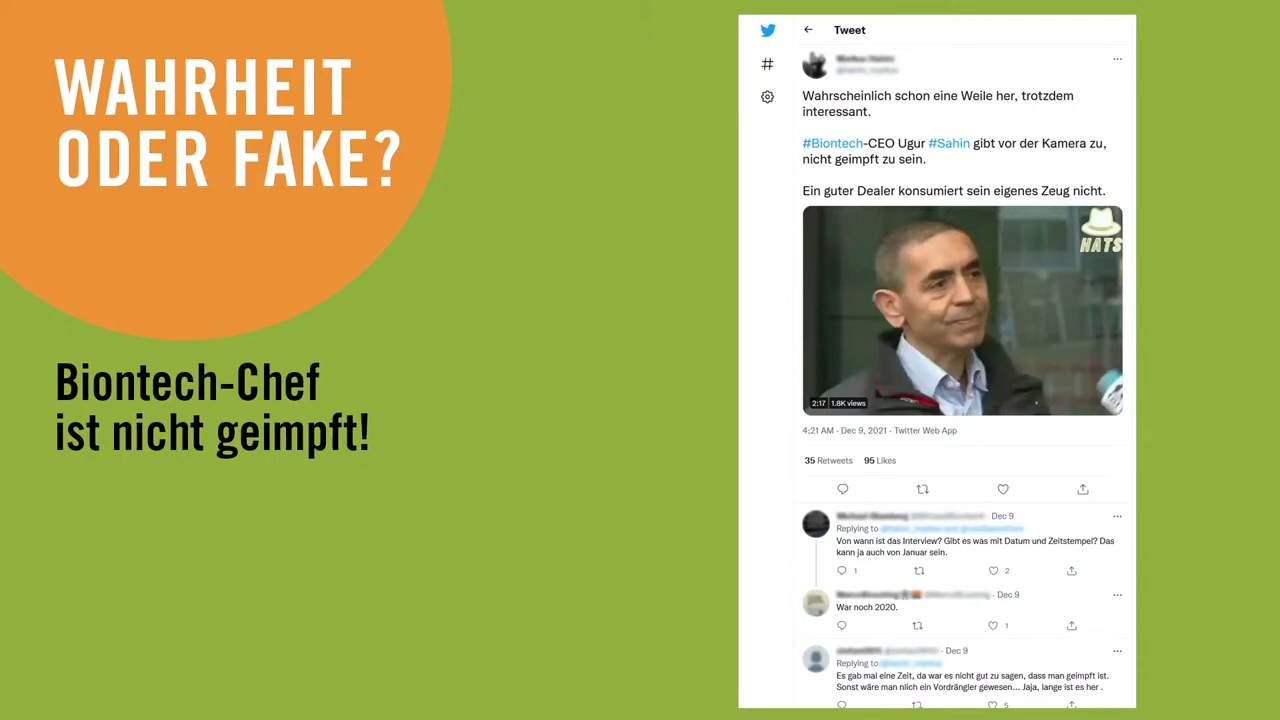 WAHRHEIT
ODER FAKE?
Biontech-Chef
ist nicht geimpft!
Tweet
Wahrscheinlich schon eine Weile her, trotzdem
interessant.
#Biontech-CEO Ugur #Sahin gibt vor der Kamera zu,
nicht geimpft zu sein.
Ein guter Dealer konsumiert sein eigenes Zeug nicht.
HATS
2:17 1.8K views
4:21 AM · Dec 9, 2021 · Twitter Web App
35 Retweets 95 Likes
Dec 9
Replying to
Von wann ist das Interview? Gibt es was mit Datum und Zeitstempel? Das
kann ja auch von Januar sein.
1 2
· Dec 9
War noch 2020.
1
· Dec 9
Replying to
Es gab mal eine Zeit, da war es nicht gut zu sagen, dass man geimpft ist.
Sonst wäre man nlich ein Vordrängler gewesen... Jaja, lange ist es her .
5